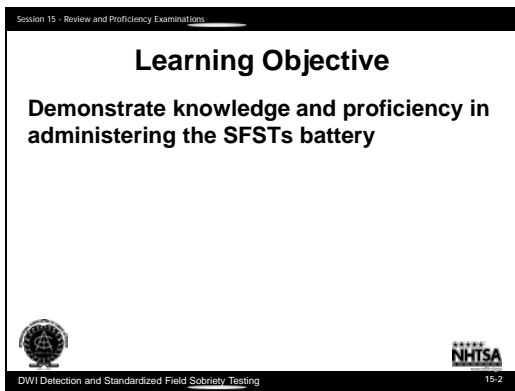 Session 15 - Review and Proficiency Examinations
Learning Objective
Demonstrate knowledge and proficiency in
administering the SFSTs battery
NHTSA
DWI Detection and Standardized Field Sobriety Testing
15-2